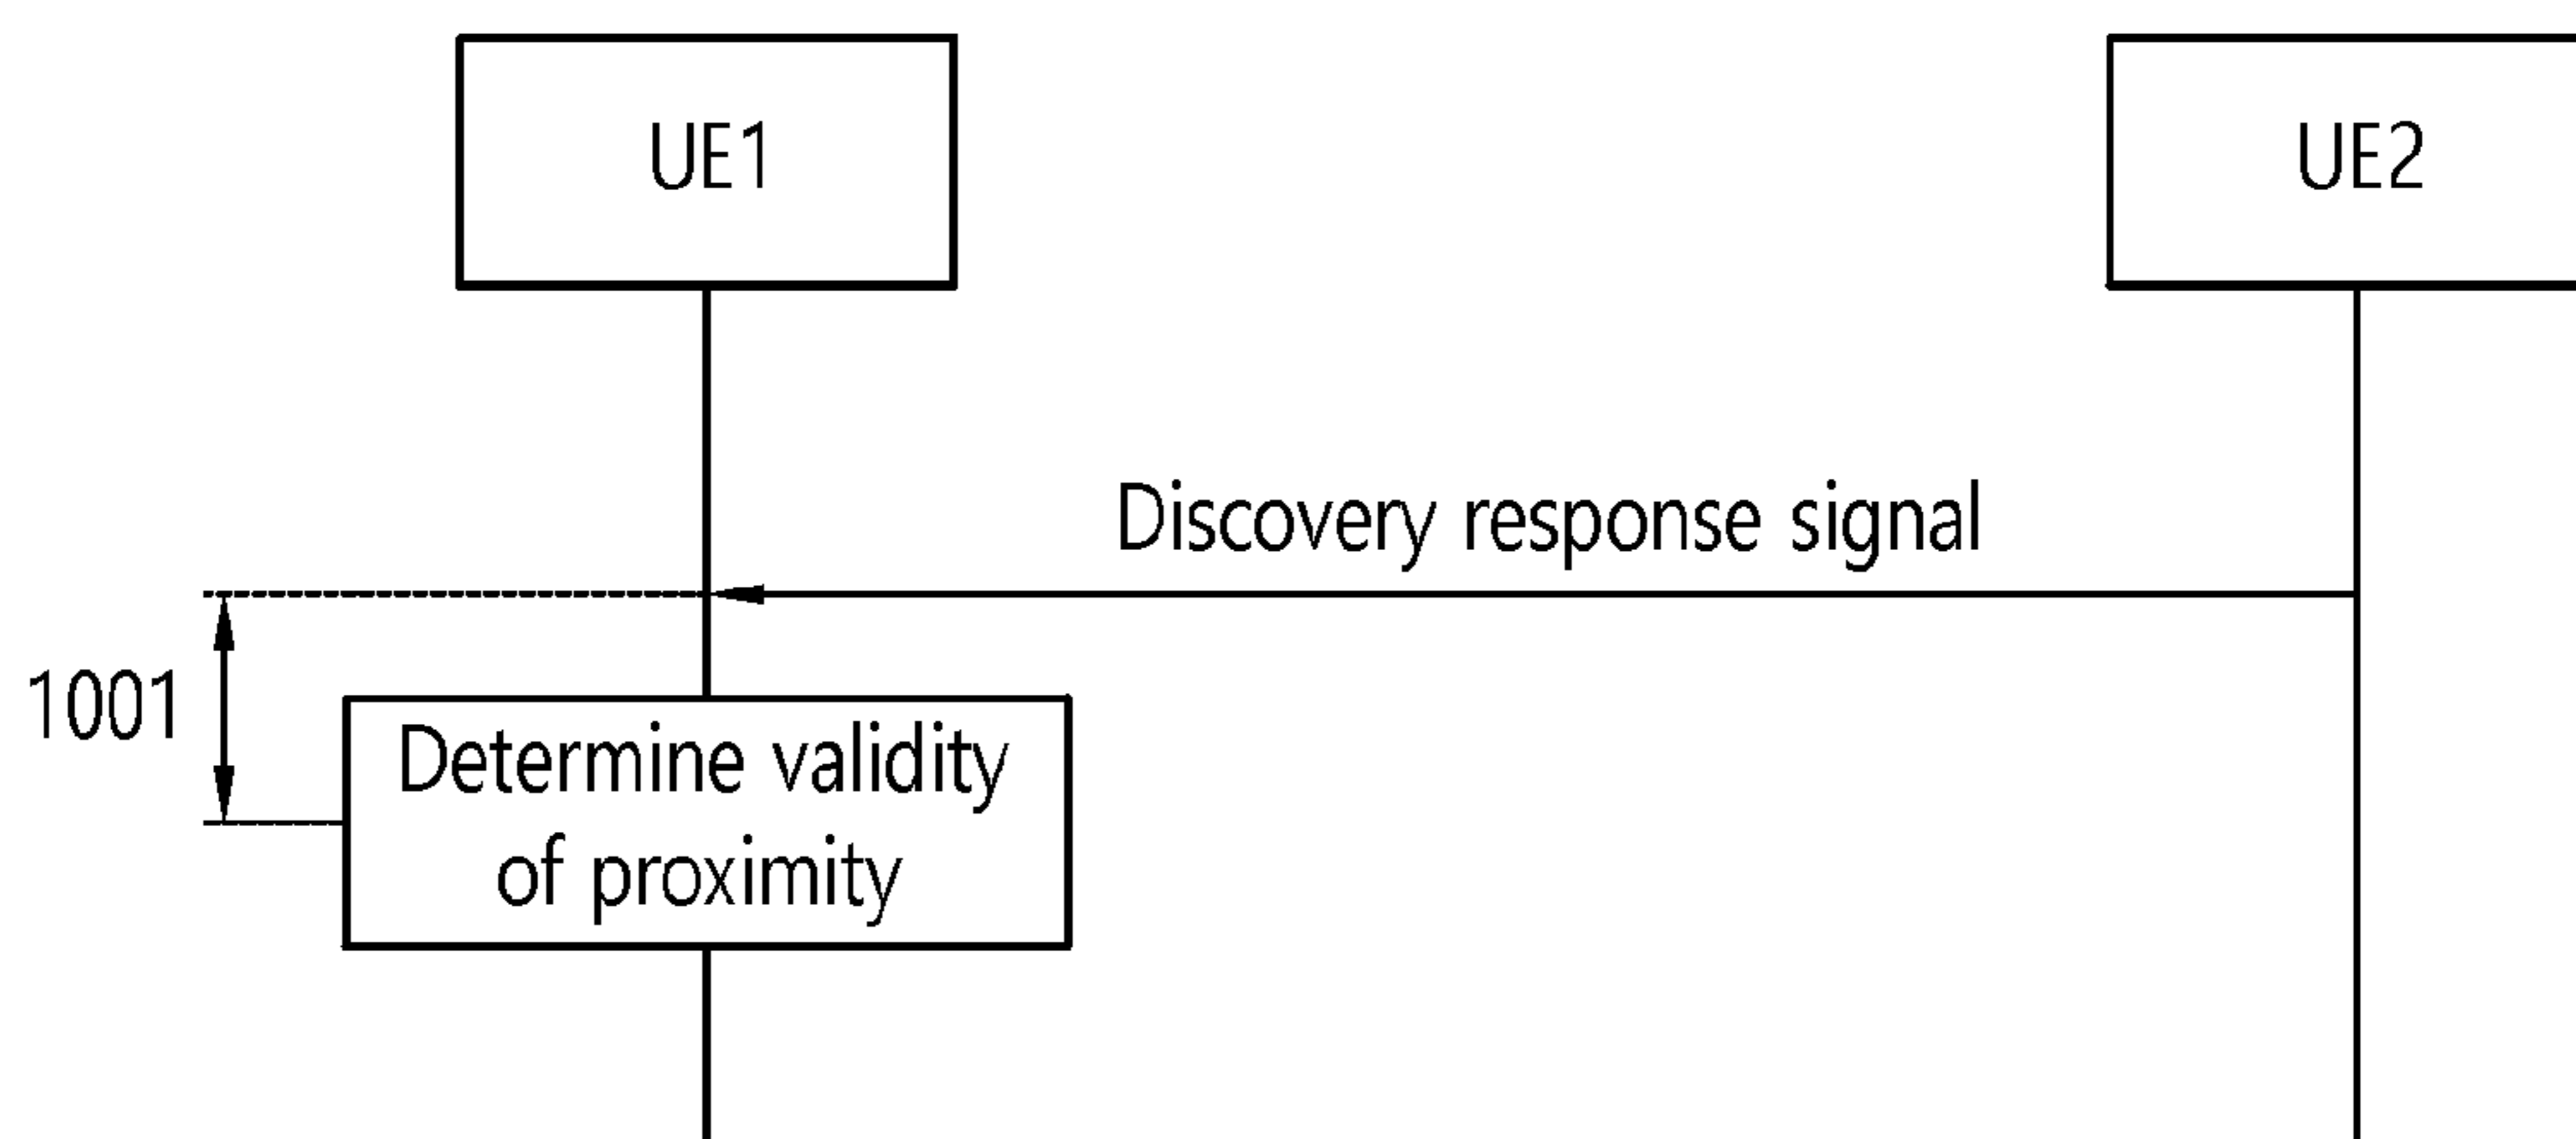 UE1
UE2
Discovery response signal
1001
Determine validity
of proximity